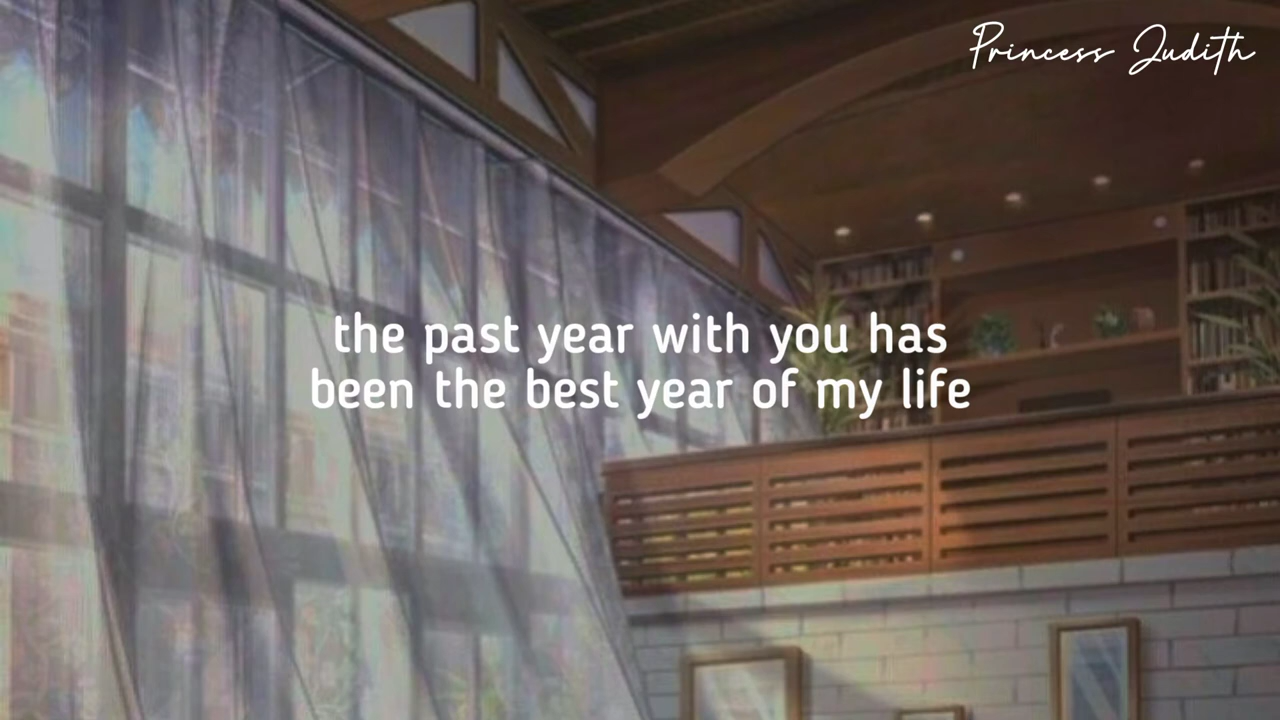 Princess Judith
the past year with you has
been the best year of my life